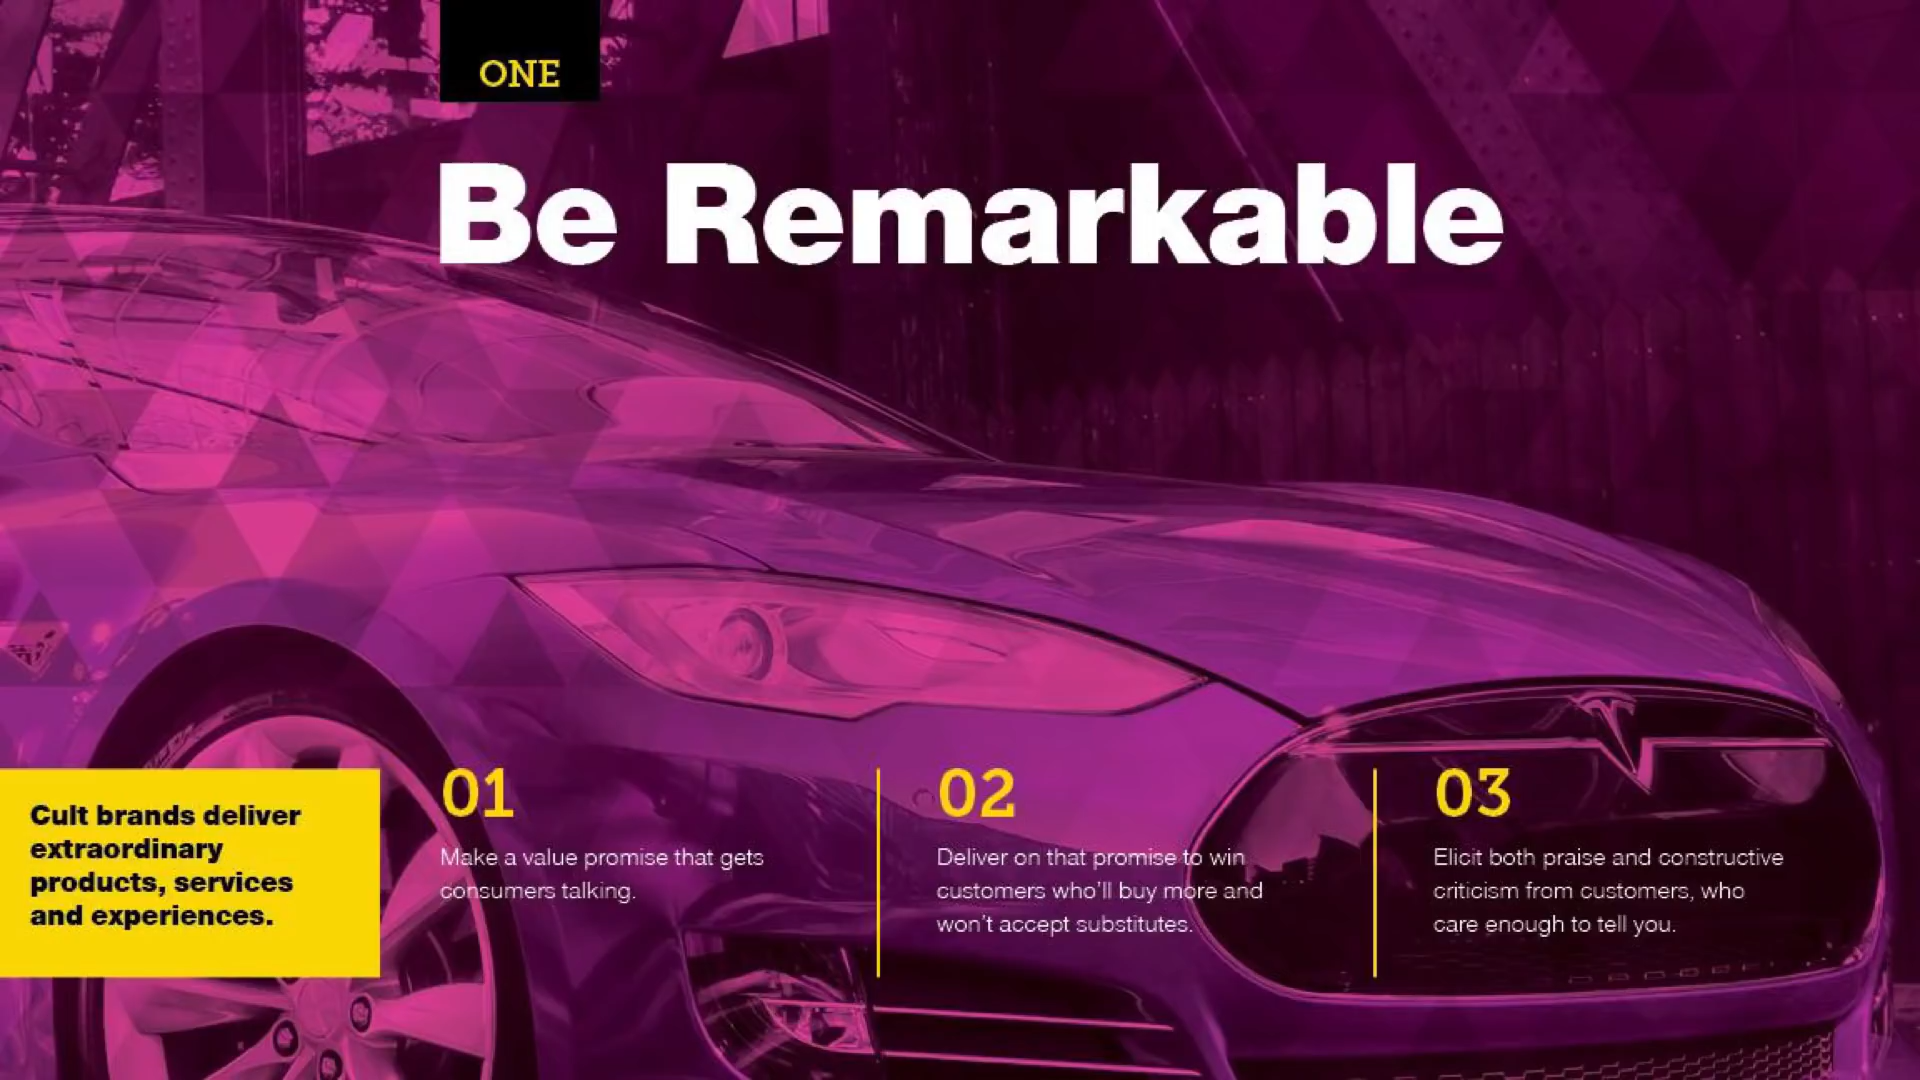 ONE
Be Remarkable
Cult brands deliver
extraordinary
products, services
and experiences.
01
Make a value promise that gets
consumers talking.
02
Deliver on that promise to win
customers who'll buy more and
won't accept substitutes.
03
Elicit both praise and constructive
criticism from customers, who
care enough to tell you.